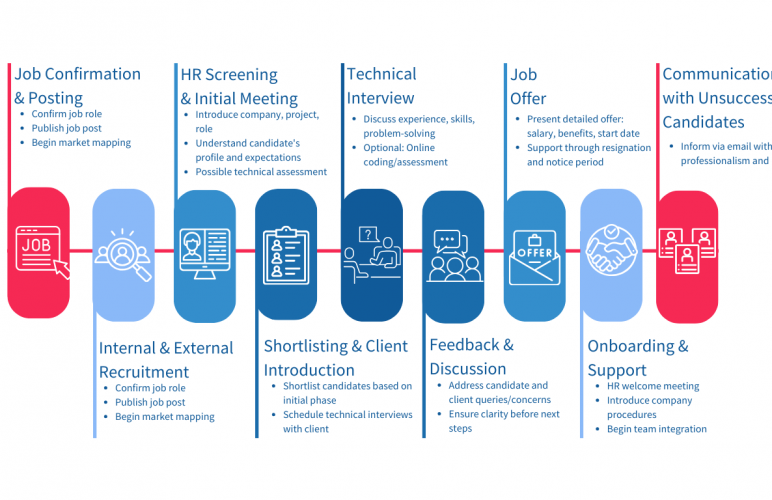 Job Confirmation
& Posting
• Confirm job role
• Publish job post
• Begin market mapping
JOB
Internal & External
Recruitment
• Confirm job role
• Publish job post
• Begin market mapping
HR Screening
& Initial Meeting
• Introduce company, project,
role
• Understand candidate's
profile and expectations
• Possible technical assessment
Shortlisting & Client
Introduction
• Shortlist candidates based on
initial phase
• Schedule technical interviews
with client
Technical
Interview
• Discuss experience, skills,
problem-solving
• Optional: Online
coding/assessment
?
Feedback &
Discussion
• Address candidate and
client queries/concerns
• Ensure clarity before next
steps
Job
Offer
• Present detailed offer:
salary, benefits, start date
• Support through resignation
and notice period
OFFER
Onboarding &
Support
• HR welcome meeting
• Introduce company
procedures
• Begin team integration
Communication
with Unsuccess
Candidates
• Inform via email with
professionalism and